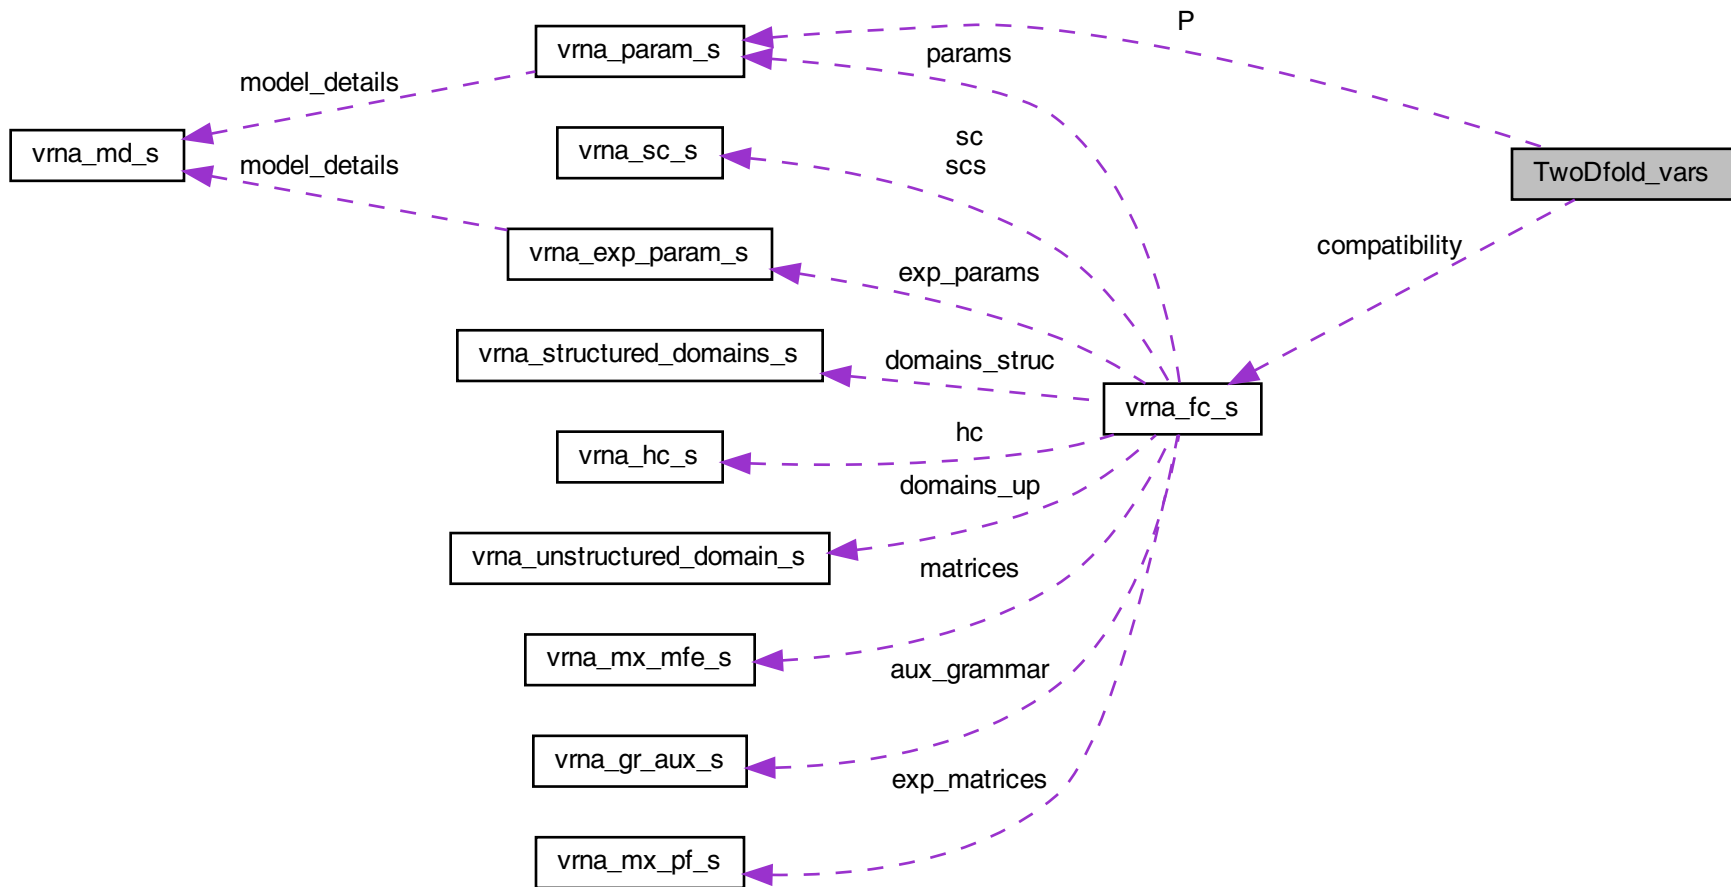 P
vrna_param_s
params
model_details
sc
vrna_md_s
vrna_sc_s
scs
model_details
TwoDfold_vars
compatibility
vrna_exp_param_s
exp_params
vrna_structured_domains_s
domains_struc
vrna_fc_s
hc
vrna_hc_s
domains_up
vrna_unstructured_domain_s
matrices
vrna_mx_mfe_s
aux_grammar
vrna_gr_aux_s
exp_matrices
vrna_mx_pf_s